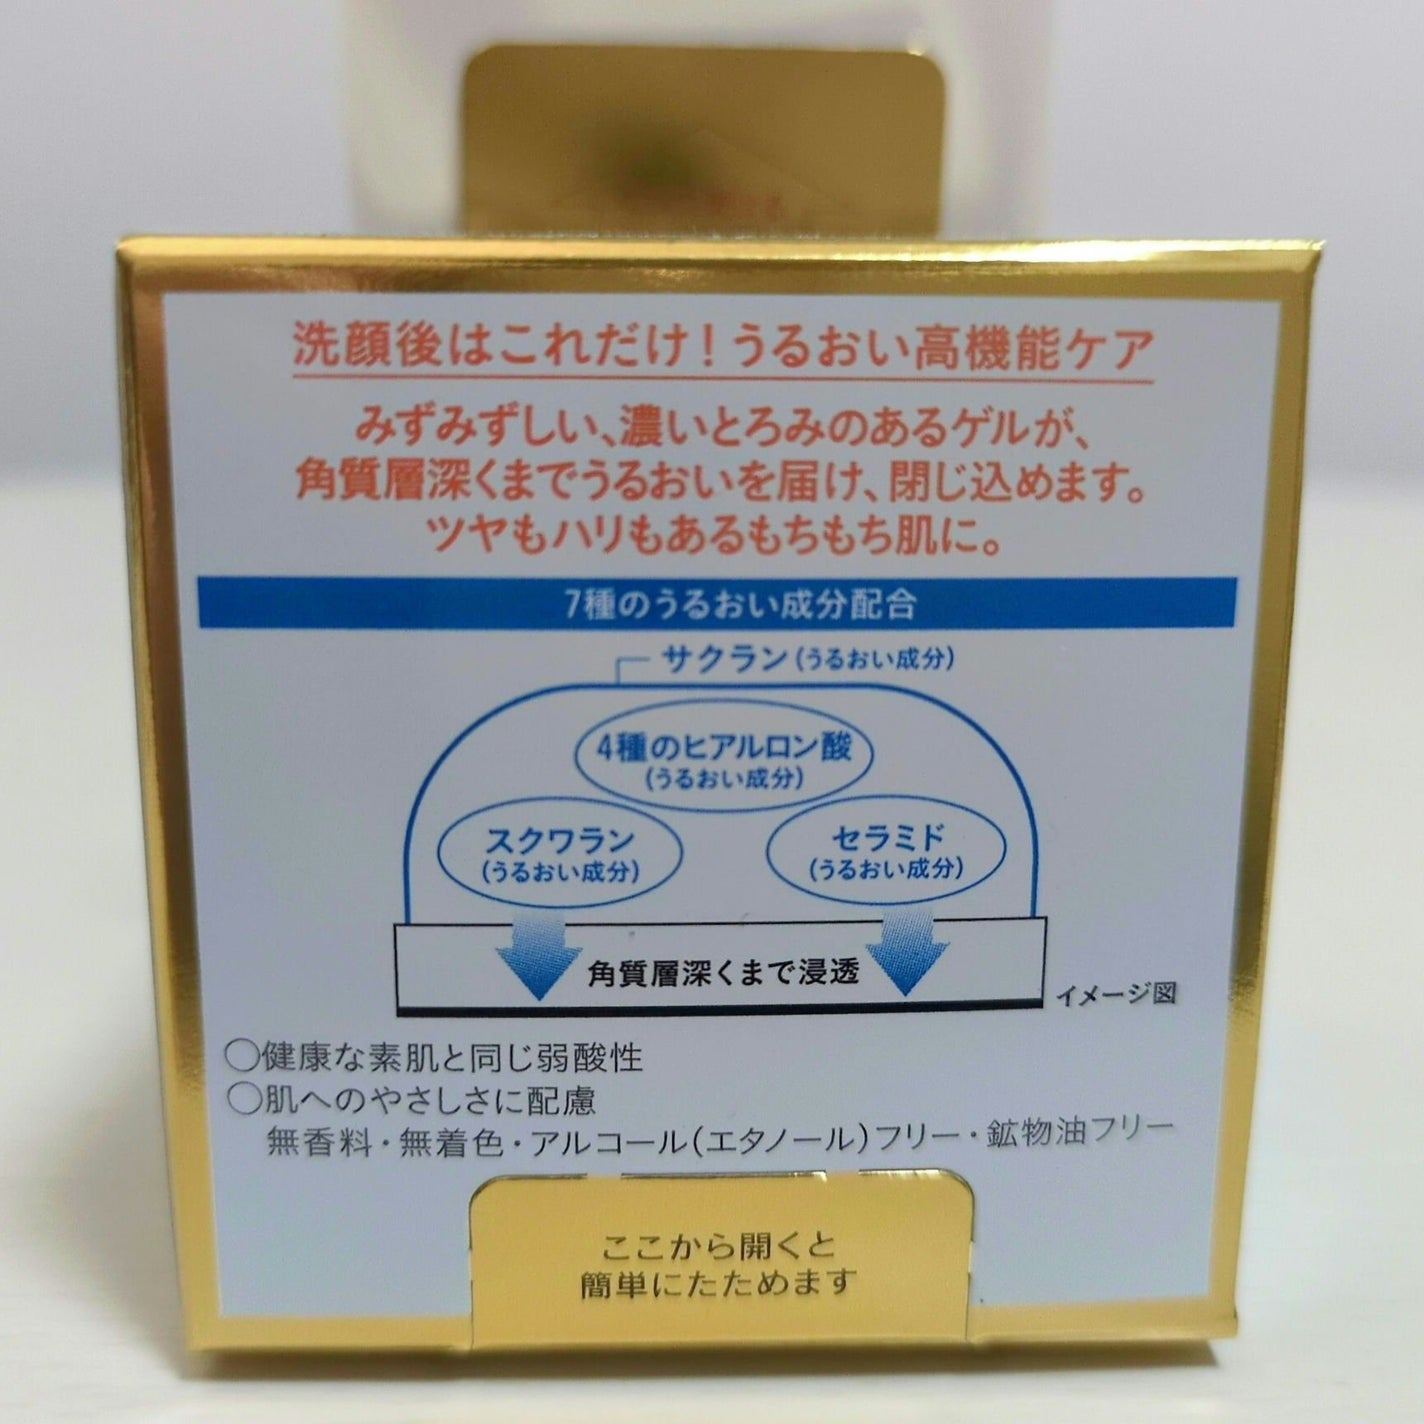 洗顔後はこれだけ！うるおい高機能ケア
みずみずしい、濃いとろみのあるゲルが、
角質層深くまでうるおいを届け、閉じ込めます。
ツヤもハリもあるもちもち肌に。
7種のうるおい成分配合
サクラン(うるおい成分)
4種のヒアルロン酸
(うるおい成分)
スクワラン
(うるおい成分)
セラミド
(うるおい成分)
角質層深くまで浸透
イメージ図
○健康な素肌と同じ弱酸性
○肌へのやさしさに配慮
無香料・無着色・アルコール(エタノール)フリー・鉱物油フリー
ここから開くと
簡単にたためます